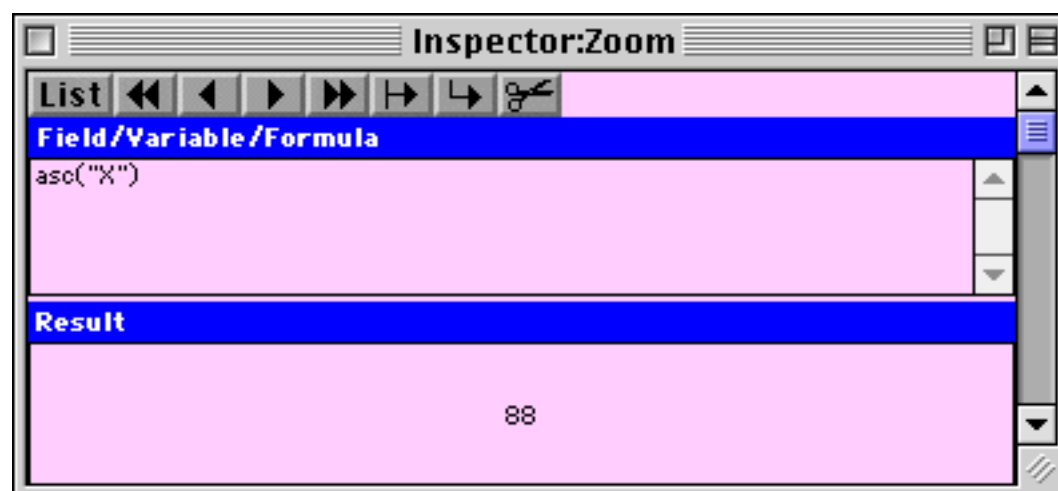 Inspector:Zoom
List
Field/Variable/Formula
asc("X")
Result
88